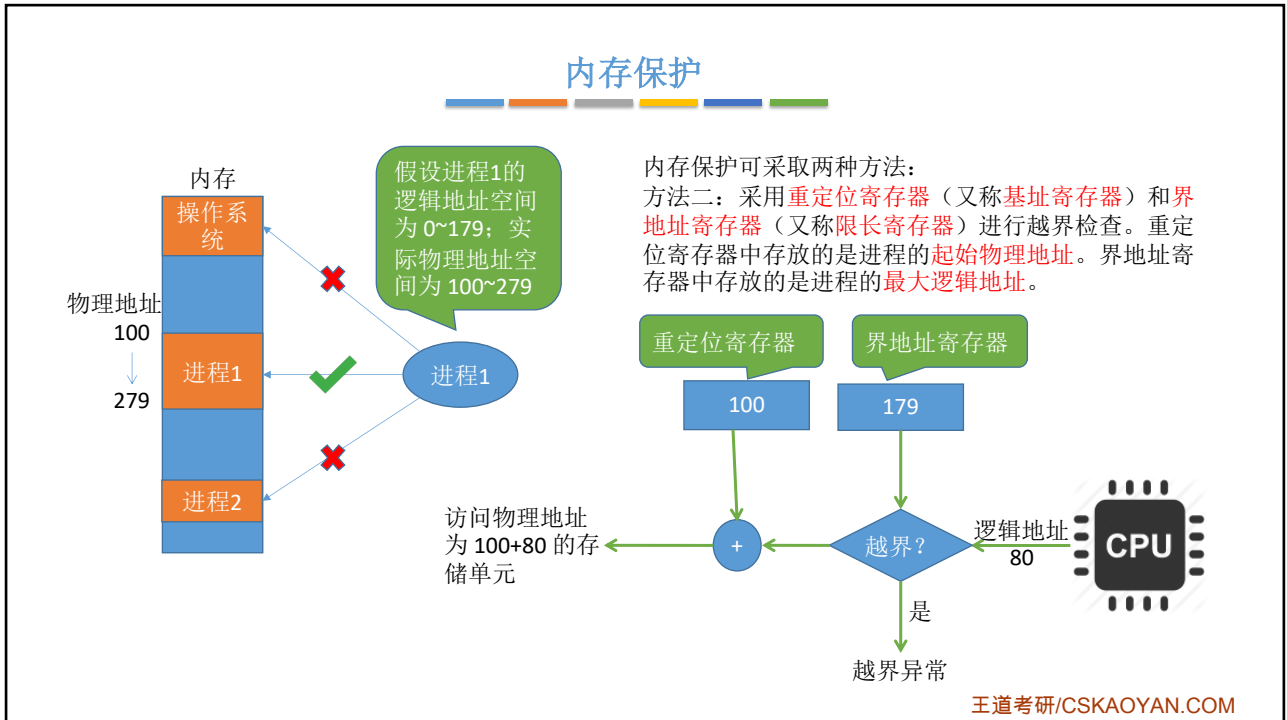 内存保护
内存
操作系
统
物理地址
100
279
进程1
进程2
假设进程1的
逻辑地址空间
为 0~179；实
际物理地址空
间为 100~279
进程1
内存保护可采取两种方法：
方法二：采用重定位寄存器（又称基址寄存器）和界
地址寄存器（又称限长寄存器）进行越界检查。重定
位寄存器中存放的是进程的起始物理地址。界地址寄
存器中存放的是进程的最大逻辑地址。
重定位寄存器
界地址寄存器
100
179
访问物理地址
为 100+80 的存
储单元
+
越界？
逻辑地址
80
CPU
是
越界异常
王道考研/CSKAOYAN.COM